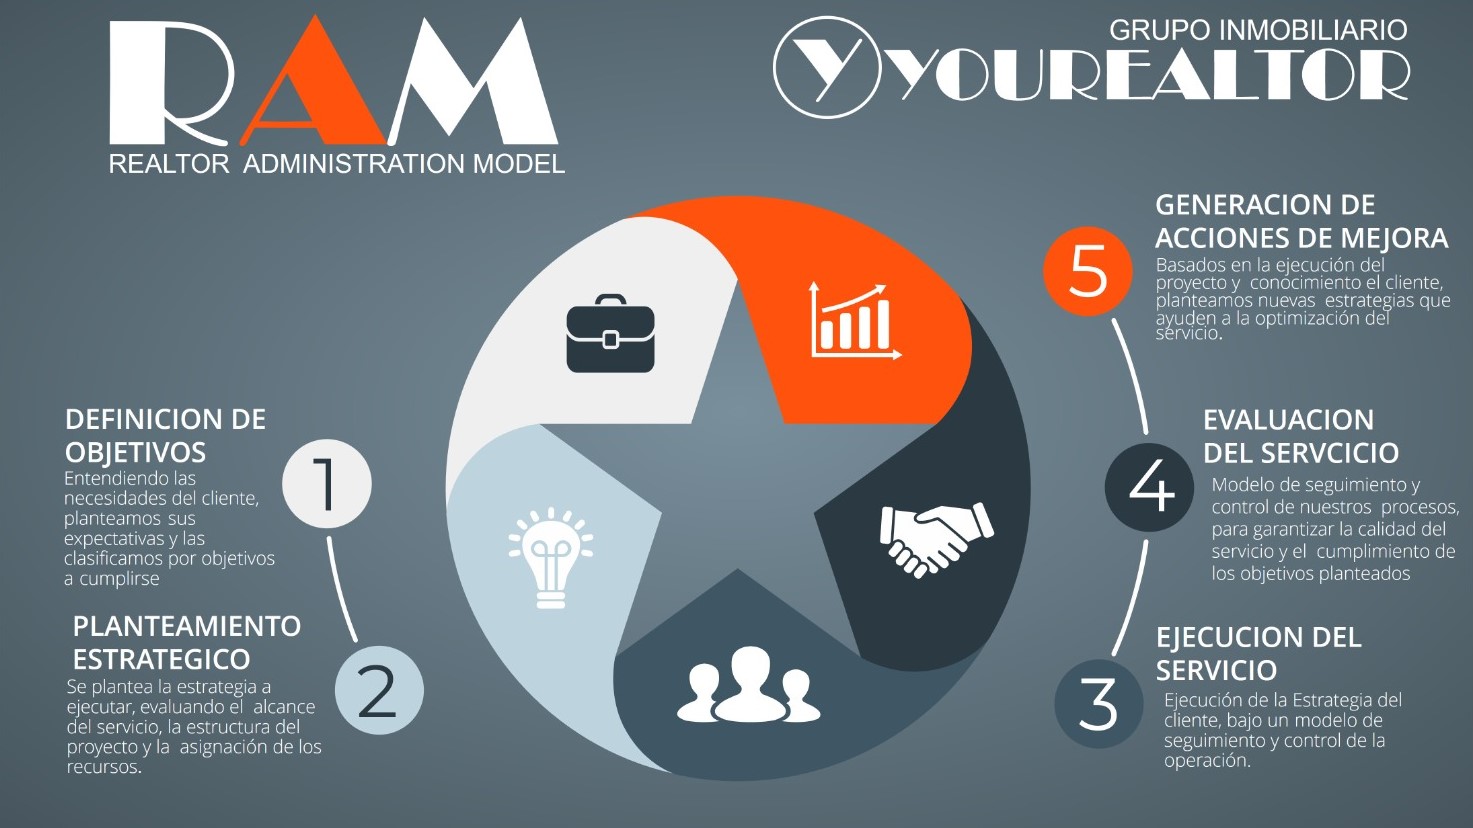 RAM
REALTOR ADMINISTRATION MODEL
GRUPO INMOBILIARIO
Y YOUREALTOR
DEFINICION DE
OBJETIVOS
Entendiendo las
necesidades del cliente,
planteamos sus
expectativas y las
clasificamos por objetivos
a cumplirse
1
PLANTEAMIENTO
ESTRATEGICO
Se plantea la estrategia a
ejecutar, evaluando el alcance
del servicio, la estructura del
proyecto y la asignación de los
recursos.
2
EJECUCION DEL
SERVICIO
Ejecución de la Estrategia del
cliente, bajo un modelo de
seguimiento y control de la
operación.
3
EVALUACION
DEL SERVCICIO
Modelo de seguimiento y
control de nuestros procesos,
para garantizar la calidad del
servicio y el cumplimiento de
los objetivos planteados
4
GENERACION DE
ACCIONES DE MEJORA
Basados en la ejecución del
proyecto y conocimiento el cliente,
planteamos nuevas estrategias que
ayuden a la optimización del
servicio.
5